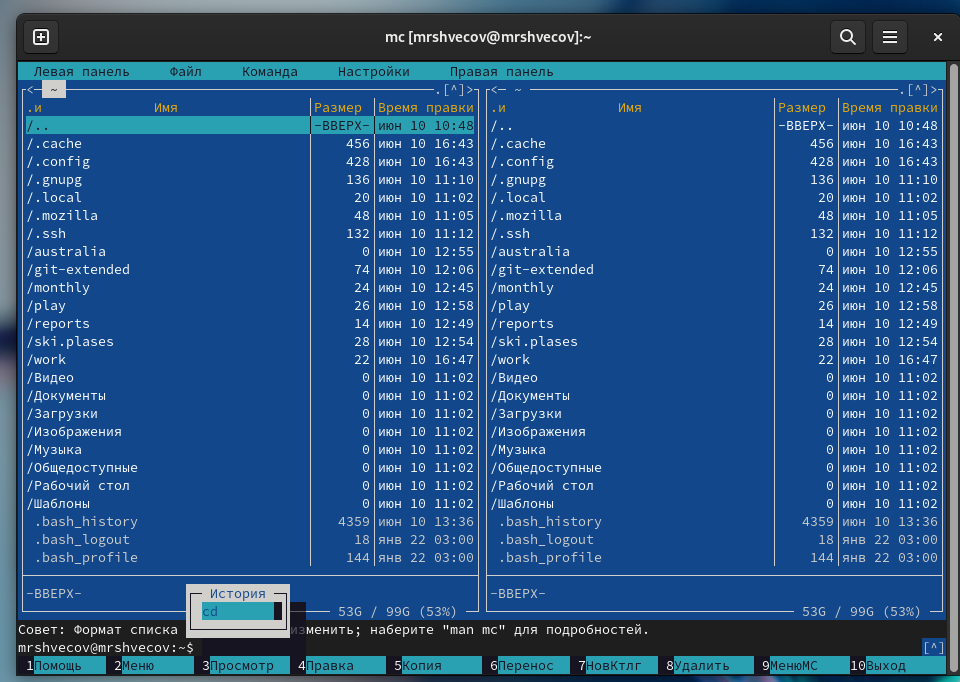 mc [mrshvecov@mrshvecov]:~
Левая панель Файл Команда Настройки Правая панель
<─ ~ .[^]> <─ ~ .[^]>
.и Имя Размер Время правки .и Имя Размер Время правки
/.. -ВВЕРХ- июн 10 10:48 /.. -ВВЕРХ- июн 10 10:48
/.cache 456 июн 10 16:43 /.cache 456 июн 10 16:43
/.config 428 июн 10 16:43 /.config 428 июн 10 16:43
/.gnupg 136 июн 10 11:10 /.gnupg 136 июн 10 11:10
/.local 20 июн 10 11:02 /.local 20 июн 10 11:02
/.mozilla 48 июн 10 11:05 /.mozilla 48 июн 10 11:05
/.ssh 132 июн 10 11:12 /.ssh 132 июн 10 11:12
/australia 0 июн 10 12:55 /australia 0 июн 10 12:55
/git-extended 74 июн 10 12:06 /git-extended 74 июн 10 12:06
/monthly 24 июн 10 12:45 /monthly 24 июн 10 12:45
/play 26 июн 10 12:58 /play 26 июн 10 12:58
/reports 14 июн 10 12:49 /reports 14 июн 10 12:49
/ski.plases 28 июн 10 12:54 /ski.plases 28 июн 10 12:54
/work 22 июн 10 16:47 /work 22 июн 10 16:47
/Видео 0 июн 10 11:02 /Видео 0 июн 10 11:02
/Документы 0 июн 10 11:02 /Документы 0 июн 10 11:02
/Загрузки 0 июн 10 11:02 /Загрузки 0 июн 10 11:02
/Изображения 0 июн 10 11:02 /Изображения 0 июн 10 11:02
/Музыка 0 июн 10 11:02 /Музыка 0 июн 10 11:02
/Общедоступные 0 июн 10 11:02 /Общедоступные 0 июн 10 11:02
/Рабочий стол 0 июн 10 11:02 /Рабочий стол 0 июн 10 11:02
/Шаблоны 0 июн 10 11:02 /Шаблоны 0 июн 10 11:02
.bash_history 4359 июн 10 13:36 .bash_history 4359 июн 10 13:36
.bash_logout 18 янв 22 03:00 .bash_logout 18 янв 22 03:00
.bash_profile 144 янв 22 03:00 .bash_profile 144 янв 22 03:00
-ВВЕРХ- История -ВВЕРХ-
cd 53G / 99G (53%) 53G / 99G (53%)
Совет: Формат списка изменить; наберите "man mc" для подробностей.
mrshvecov@mrshvecov:~$ [^]
1Помощь 2Меню 3Просмотр 4Правка 5Копия 6Перенос 7НовКтлг 8Удалить 9МенюМС 10Выход